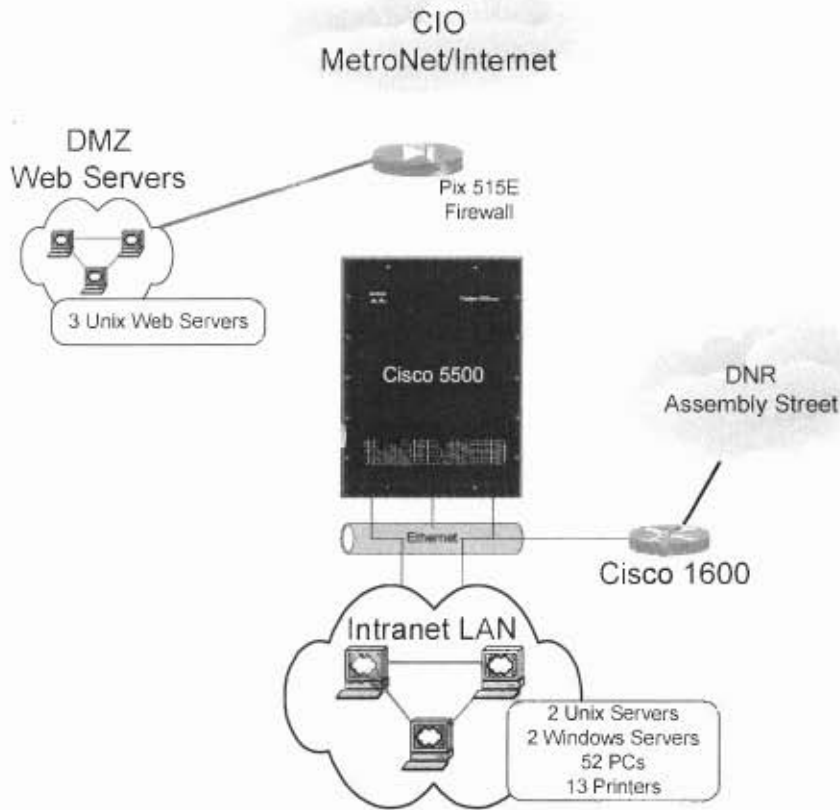 CIO
MetroNet/Internet
DMZ
Web Servers
Pix 515E
Firewall
3 Unix Web Servers
Cisco 5500
DNR
Assembly Street
Ethernet
Cisco 1600
Intranet LAN
2 Unix Servers
2 Windows Servers
52 PCs
13 Printers